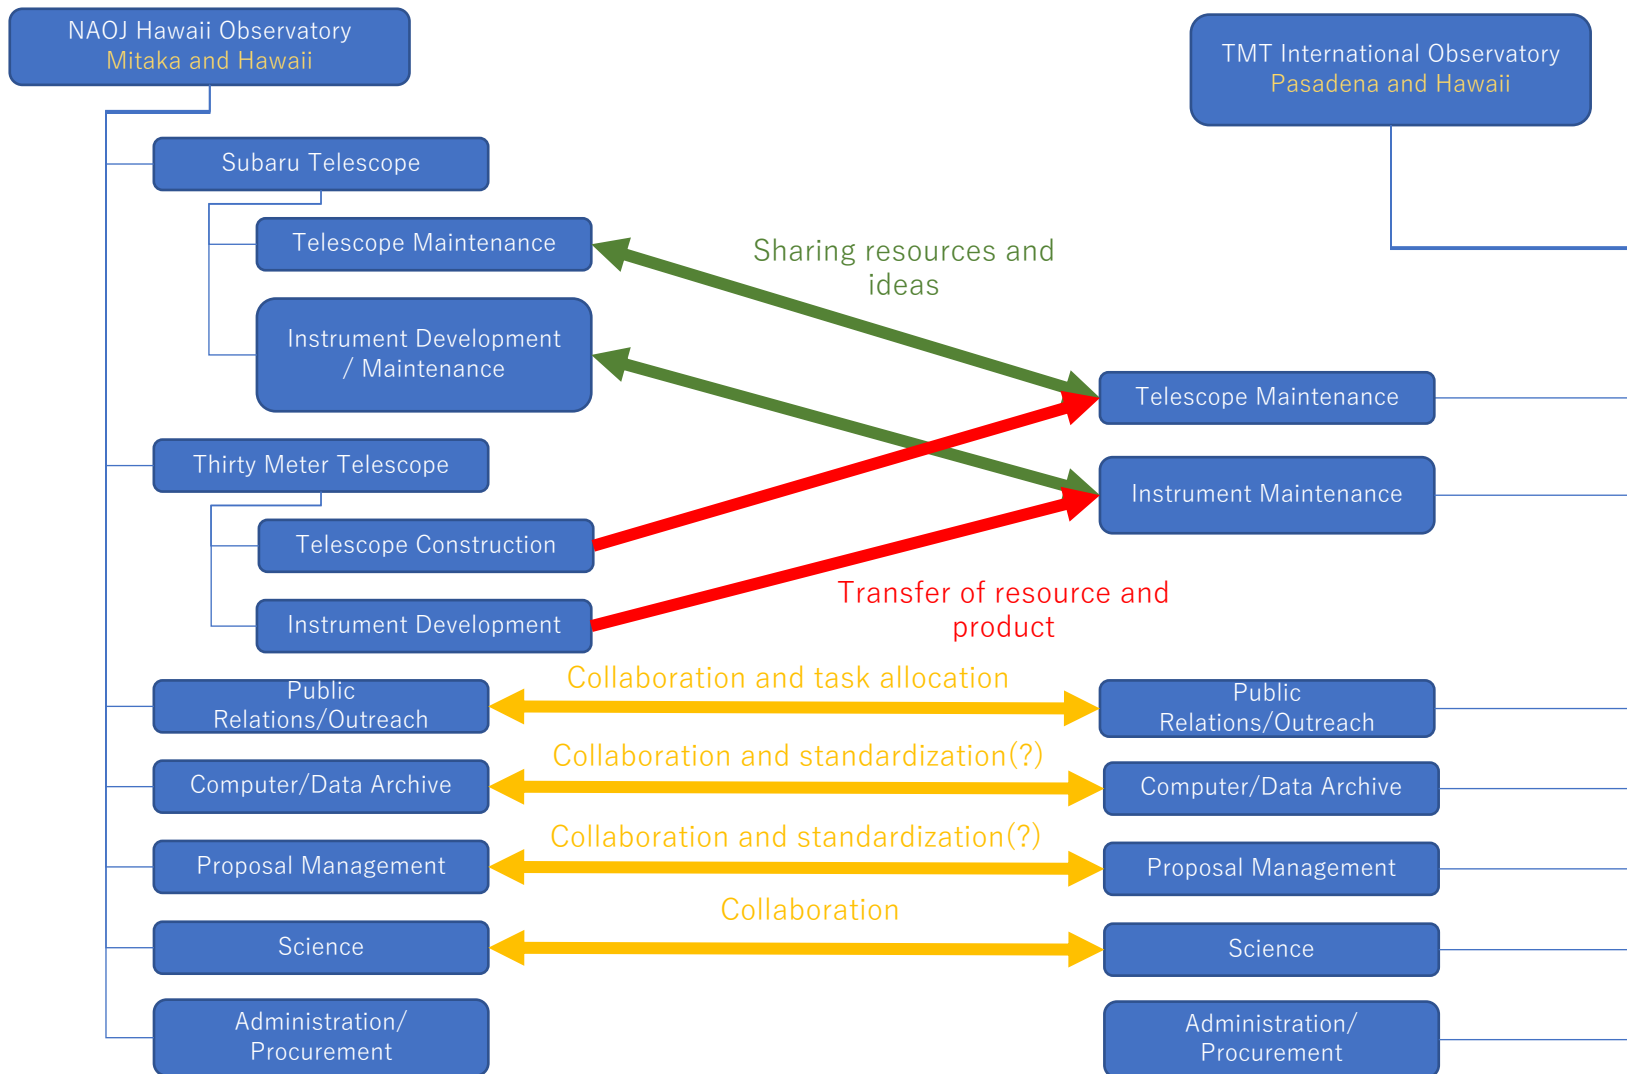 NAOJ Hawaii Observatory
Mitaka and Hawaii
TMT International Observatory
Pasadena and Hawaii
Subaru Telescope
Telescope Maintenance
Instrument Development
/ Maintenance
Sharing resources and
ideas
Telescope Maintenance
Instrument Maintenance
Thirty Meter Telescope
Telescope Construction
Instrument Development
Transfer of resource and
product
Public
Relations/Outreach
Collaboration and task allocation
Public
Relations/Outreach
Computer/Data Archive
Collaboration and standardization(?)
Computer/Data Archive
Proposal Management
Collaboration and standardization(?)
Proposal Management
Science
Collaboration
Science
Administration/
Procurement
Administration/
Procurement